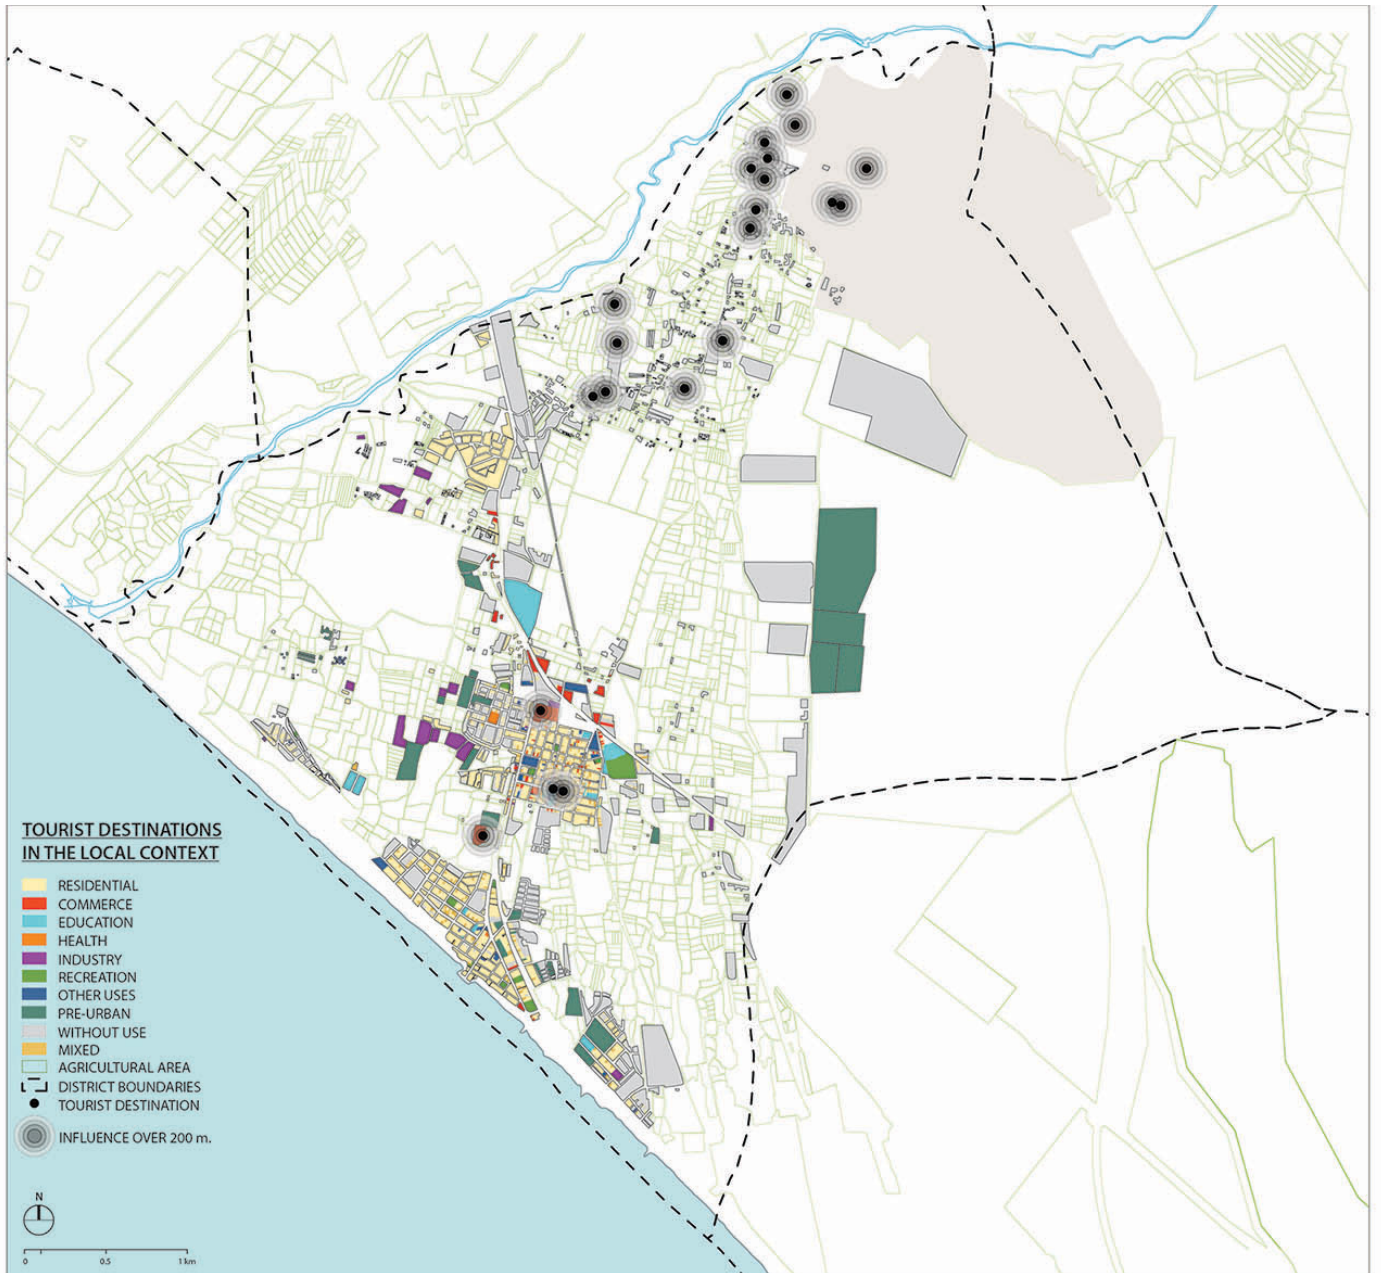 TOURIST DESTINATIONS
IN THE LOCAL CONTEXT
RESIDENTIAL
COMMERCE
EDUCATION
HEALTH
INDUSTRY
RECREATION
OTHER USES
PRE-URBAN
WITHOUT USE
MIXED
AGRICULTURAL AREA
DISTRICT BOUNDARIES
TOURIST DESTINATION
INFLUENCE OVER 200 m.
N
0 0.5 1 km